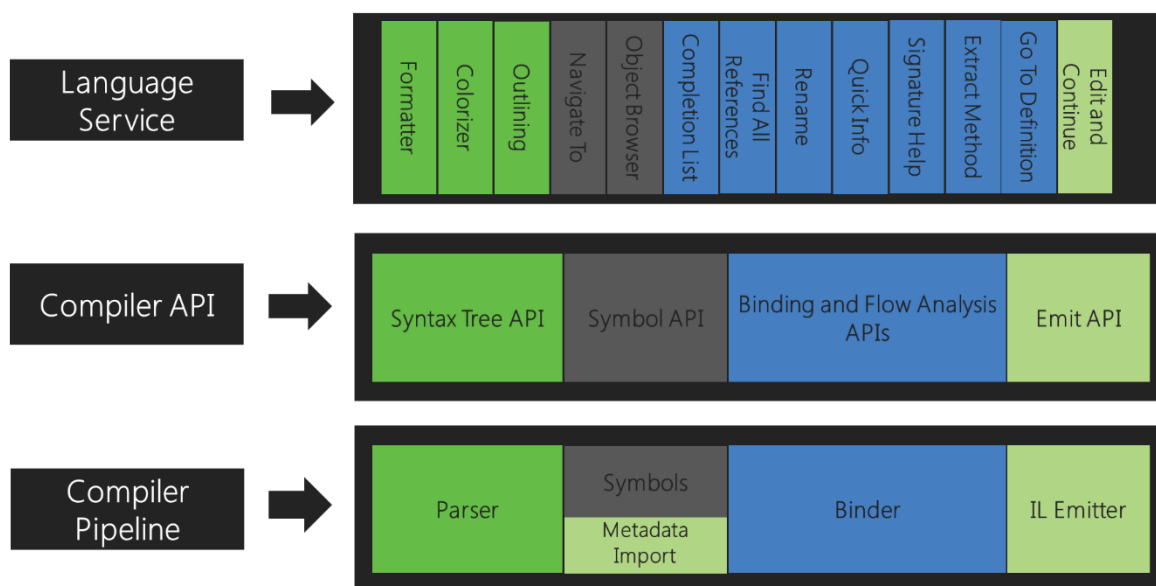 Language
Service
Formatter
Colorizer
Outlining
Navigate To
Object Browser
Completion List
Find All
References
Rename
Quick Info
Signature Help
Extract Method
Go To Definition
Edit and
Continue
Compiler API
Syntax Tree API
Symbol API
Binding and Flow Analysis
APIs
Emit API
Compiler
Pipeline
Parser
Symbols
Metadata
Import
Binder
IL Emitter